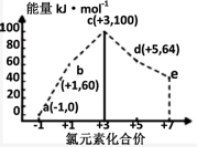 能量 kJ·mol⁻¹
c(+3,100)
100
80
60
40
20
0
d(+5,64)
b
(+1,60)
e
a(-1,0)
-1 +1 +3 +5 +7
氯元素化合价